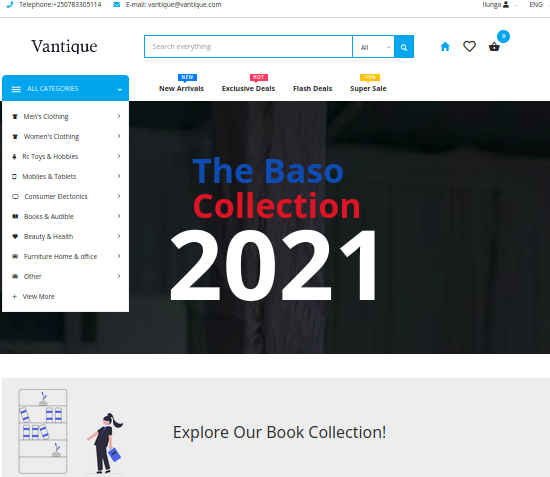 Telephone:+250783305114 E-mail: vantique@vantique.com Ilunga ENG
Vantique Search everything All 0
NEW HOT 15%
ALL CATEGORIES New Arrivals Exclusive Deals Flash Deals Super Sale
Men's Clothing
Women's Clothing
Rc Toys & Hobbies
Mobiles & Tablets
Consumer Electonics
Books & Audible
Beauty & Health
Furniture Home & office
Other
View More
The Baso
Collection
2021
Explore Our Book Collection!